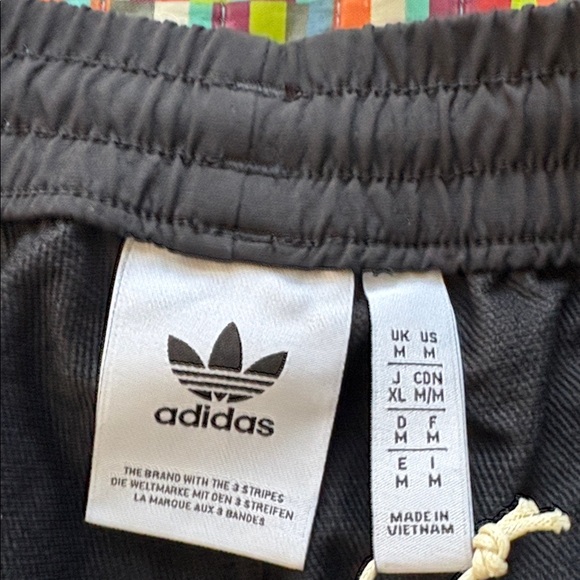 adidas
THE BRAND WITH THE 3 STRIPES
DIE WELTMARKE MIT DEN 3 STREIFEN
LA MARQUE AUX 3 BANDES
UK US
M M
J CDN
XL M/M
D F
M M
E I
M M
MADE IN
VIETNAM